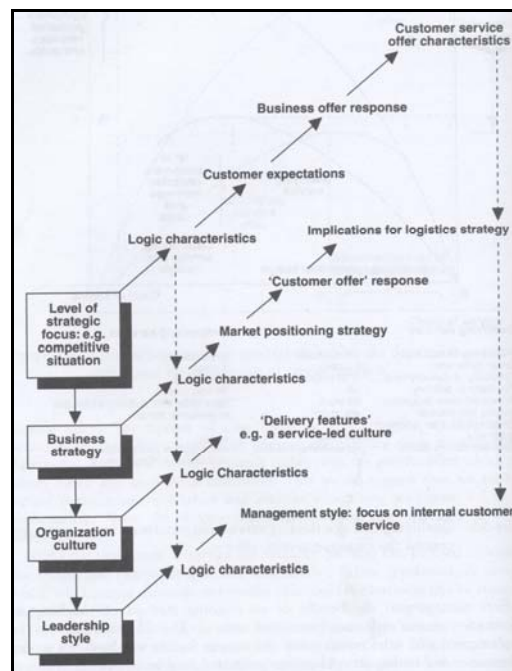 Customer service
offer characteristics
Business offer response
Customer expectations
Implications for logistics strategy
Logic characteristics
'Customer offer' response
Level of
strategic
focus: e.g.
competitive
situation
Market positioning strategy
Logic characteristics
'Delivery features'
e.g. a service-led culture
Business
strategy
Logic Characteristics
Management style: focus on internal customer
service
Organization
culture
Logic characteristics
Leadership
style